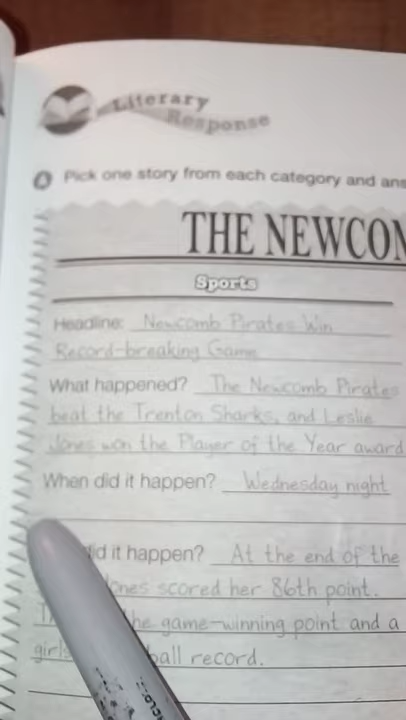 Literary
Response
A Pick one story from each category and ans
THE NEWCOM
Sports
Headline: Newcomb Pirates Win
Record-breaking Game
What happened? The Newcomb Pirates
beat the Trenton Sharks, and Leslie
Jones won the Player of the Year award
When did it happen? Wednesday night
did it happen? At the end of the
Jones scored her 86th point.
the game-winning point and a
girls ball record.